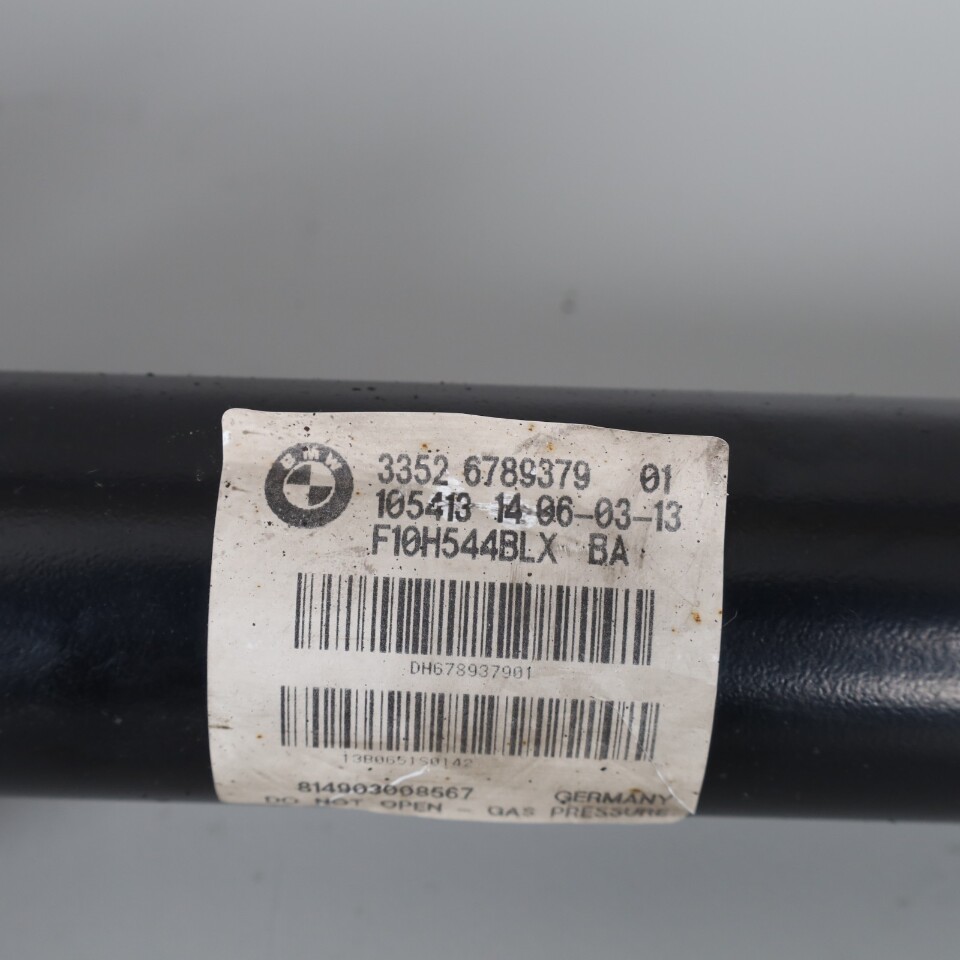 BMW
3352 6789379 01
105413 14 06-03-13
F10H544BLX BA
DH678937901
13B0651S0142
814903008567 GERMANY
DO NOT OPEN - GAS PRESSURE